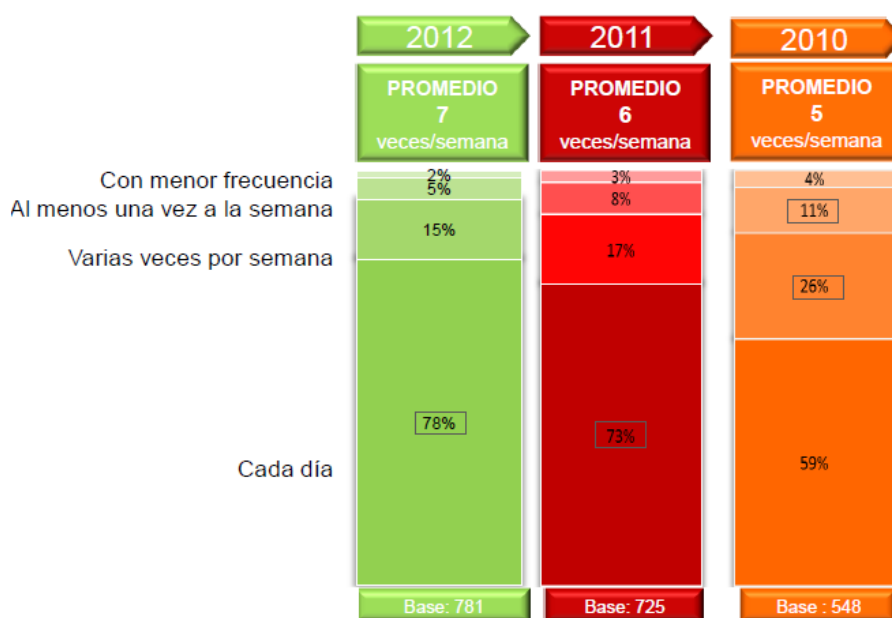 2012
2011
2010
PROMEDIO
7
veces/semana
PROMEDIO
6
veces/semana
PROMEDIO
5
veces/semana
Con menor frecuencia
2%
3%
4%
Al menos una vez a la semana
5%
8%
11%
Varias veces por semana
15%
17%
26%
Cada día
78%
73%
59%
Base: 781
Base: 725
Base : 548